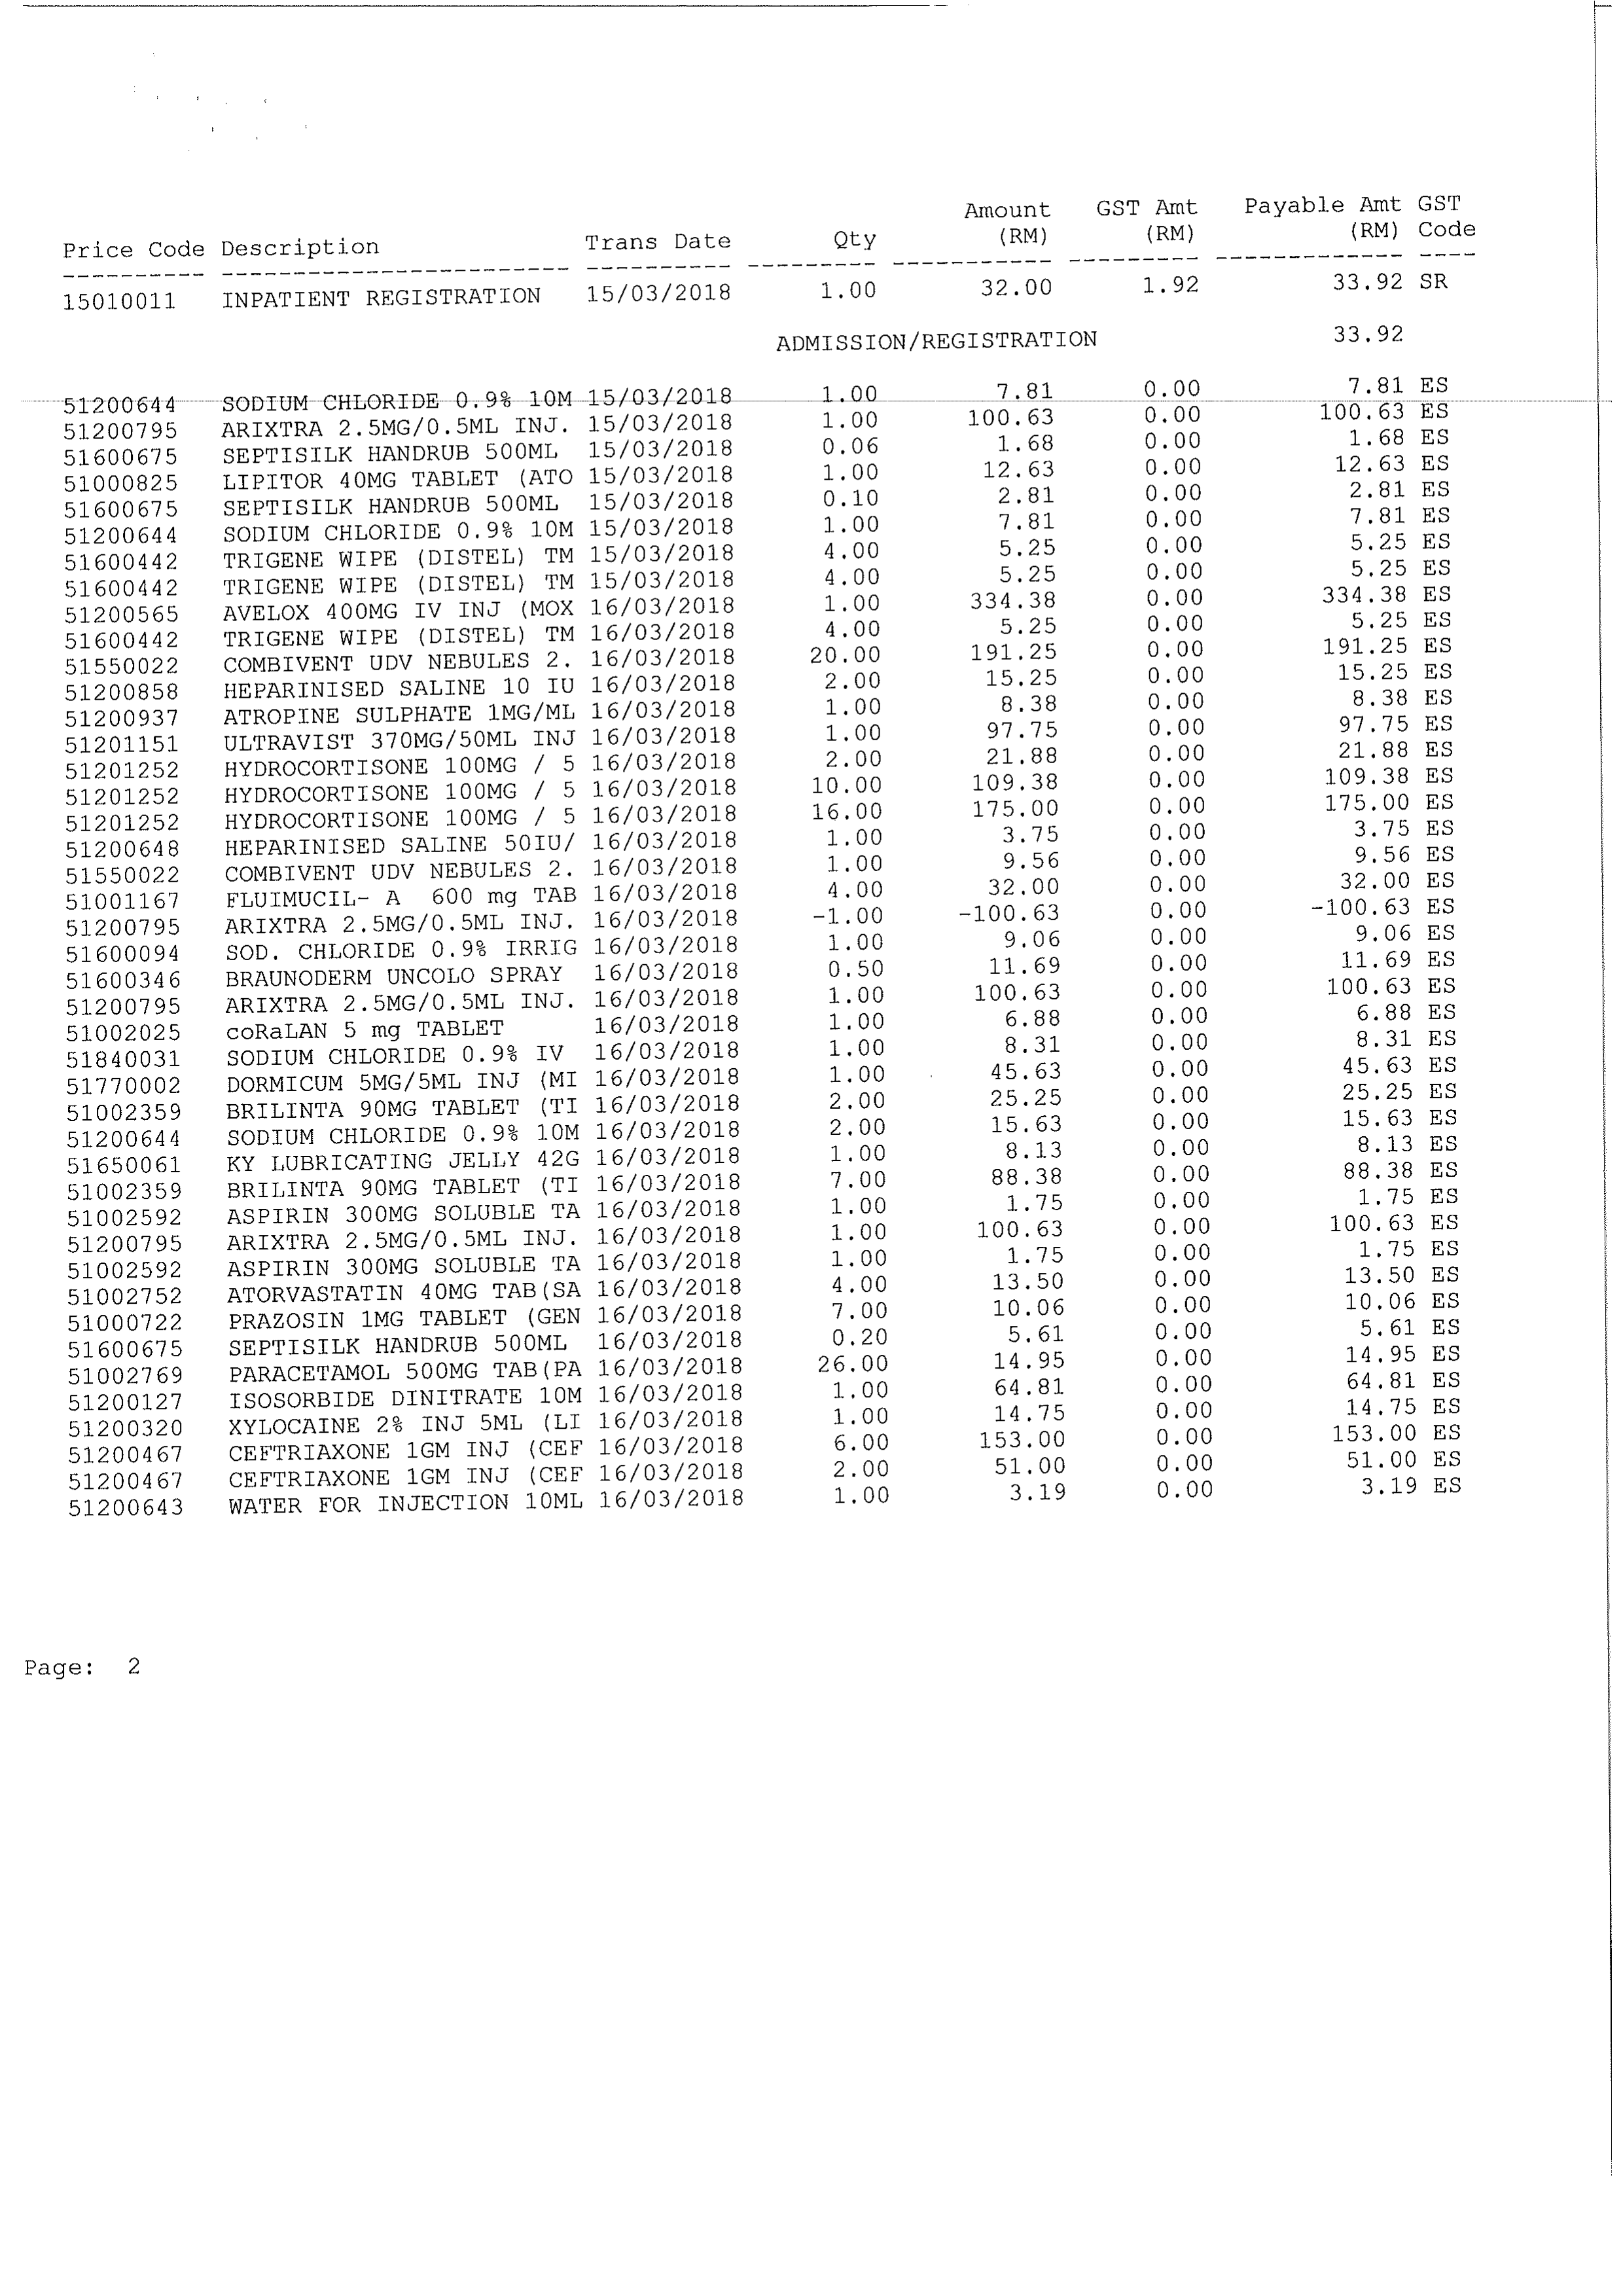 Amount GST Amt Payable Amt GST
Price Code Description Trans Date Qty (RM) (RM) (RM) Code
---------- ----------------------- ---------- --------- ----------- --------- ------------- ----
15010011 INPATIENT REGISTRATION 15/03/2018 1.00 32.00 1.92 33.92 SR
ADMISSION/REGISTRATION 33.92
51200644 SODIUM CHLORIDE 0.9% 10M 15/03/2018 1.00 7.81 0.00 7.81 ES
51200795 ARIXTRA 2.5MG/0.5ML INJ. 15/03/2018 1.00 100.63 0.00 100.63 ES
51600675 SEPTISILK HANDRUB 500ML 15/03/2018 0.06 1.68 0.00 1.68 ES
51000825 LIPITOR 40MG TABLET (ATO 15/03/2018 1.00 12.63 0.00 12.63 ES
51600675 SEPTISILK HANDRUB 500ML 15/03/2018 0.10 2.81 0.00 2.81 ES
51200644 SODIUM CHLORIDE 0.9% 10M 15/03/2018 1.00 7.81 0.00 7.81 ES
51600442 TRIGENE WIPE (DISTEL) TM 15/03/2018 4.00 5.25 0.00 5.25 ES
51600442 TRIGENE WIPE (DISTEL) TM 15/03/2018 4.00 5.25 0.00 5.25 ES
51200565 AVELOX 400MG IV INJ (MOX 16/03/2018 1.00 334.38 0.00 334.38 ES
51600442 TRIGENE WIPE (DISTEL) TM 16/03/2018 4.00 5.25 0.00 5.25 ES
51550022 COMBIVENT UDV NEBULES 2. 16/03/2018 20.00 191.25 0.00 191.25 ES
51200858 HEPARINISED SALINE 10 IU 16/03/2018 2.00 15.25 0.00 15.25 ES
51200937 ATROPINE SULPHATE 1MG/ML 16/03/2018 1.00 8.38 0.00 8.38 ES
51201151 ULTRAVIST 370MG/50ML INJ 16/03/2018 1.00 97.75 0.00 97.75 ES
51201252 HYDROCORTISONE 100MG / 5 16/03/2018 2.00 21.88 0.00 21.88 ES
51201252 HYDROCORTISONE 100MG / 5 16/03/2018 10.00 109.38 0.00 109.38 ES
51201252 HYDROCORTISONE 100MG / 5 16/03/2018 16.00 175.00 0.00 175.00 ES
51200648 HEPARINISED SALINE 50IU/ 16/03/2018 1.00 3.75 0.00 3.75 ES
51550022 COMBIVENT UDV NEBULES 2. 16/03/2018 1.00 9.56 0.00 9.56 ES
51001167 FLUIMUCIL- A 600 mg TAB 16/03/2018 4.00 32.00 0.00 32.00 ES
51200795 ARIXTRA 2.5MG/0.5ML INJ. 16/03/2018 -1.00 -100.63 0.00 -100.63 ES
51600094 SOD. CHLORIDE 0.9% IRRIG 16/03/2018 1.00 9.06 0.00 9.06 ES
51600346 BRAUNODERM UNCOLO SPRAY 16/03/2018 0.50 11.69 0.00 11.69 ES
51200795 ARIXTRA 2.5MG/0.5ML INJ. 16/03/2018 1.00 100.63 0.00 100.63 ES
51002025 coRaLAN 5 mg TABLET 16/03/2018 1.00 6.88 0.00 6.88 ES
51840031 SODIUM CHLORIDE 0.9% IV 16/03/2018 1.00 8.31 0.00 8.31 ES
51770002 DORMICUM 5MG/5ML INJ (MI 16/03/2018 1.00 45.63 0.00 45.63 ES
51002359 BRILINTA 90MG TABLET (TI 16/03/2018 2.00 25.25 0.00 25.25 ES
51200644 SODIUM CHLORIDE 0.9% 10M 16/03/2018 2.00 15.63 0.00 15.63 ES
51650061 KY LUBRICATING JELLY 42G 16/03/2018 1.00 8.13 0.00 8.13 ES
51002359 BRILINTA 90MG TABLET (TI 16/03/2018 7.00 88.38 0.00 88.38 ES
51002592 ASPIRIN 300MG SOLUBLE TA 16/03/2018 1.00 1.75 0.00 1.75 ES
51200795 ARIXTRA 2.5MG/0.5ML INJ. 16/03/2018 1.00 100.63 0.00 100.63 ES
51002592 ASPIRIN 300MG SOLUBLE TA 16/03/2018 1.00 1.75 0.00 1.75 ES
51002752 ATORVASTATIN 40MG TAB(SA 16/03/2018 4.00 13.50 0.00 13.50 ES
51000722 PRAZOSIN 1MG TABLET (GEN 16/03/2018 7.00 10.06 0.00 10.06 ES
51600675 SEPTISILK HANDRUB 500ML 16/03/2018 0.20 5.61 0.00 5.61 ES
51002769 PARACETAMOL 500MG TAB(PA 16/03/2018 26.00 14.95 0.00 14.95 ES
51200127 ISOSORBIDE DINITRATE 10M 16/03/2018 1.00 64.81 0.00 64.81 ES
51200320 XYLOCAINE 2% INJ 5ML (LI 16/03/2018 1.00 14.75 0.00 14.75 ES
51200467 CEFTRIAXONE 1GM INJ (CEF 16/03/2018 6.00 153.00 0.00 153.00 ES
51200467 CEFTRIAXONE 1GM INJ (CEF 16/03/2018 2.00 51.00 0.00 51.00 ES
51200643 WATER FOR INJECTION 10ML 16/03/2018 1.00 3.19 0.00 3.19 ES
Page: 2